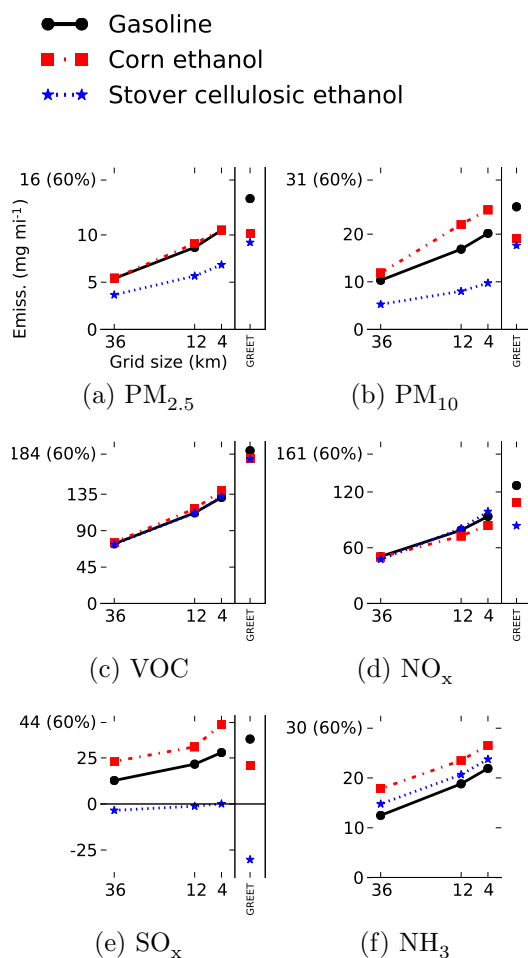 Gasoline
Corn ethanol
Stover cellosic ethanol
16 (60%)
10
5
0
Emiss. (mg mi-1)
36
12
4
GREET
Grid size (km)
(a) PM2.5
31 (60%)
20
10
0
36
12
4
GREET
(b) PM10
184 (60%)
135
90
45
0
36
12
4
GREET
(c) VOC
161 (60%)
120
60
0
36
12
4
GREET
(d) NOx
44 (60%)
25
0
-25
36
12
4
GREET
(e) SOx
30 (60%)
20
10
0
36
12
4
(f) NH3